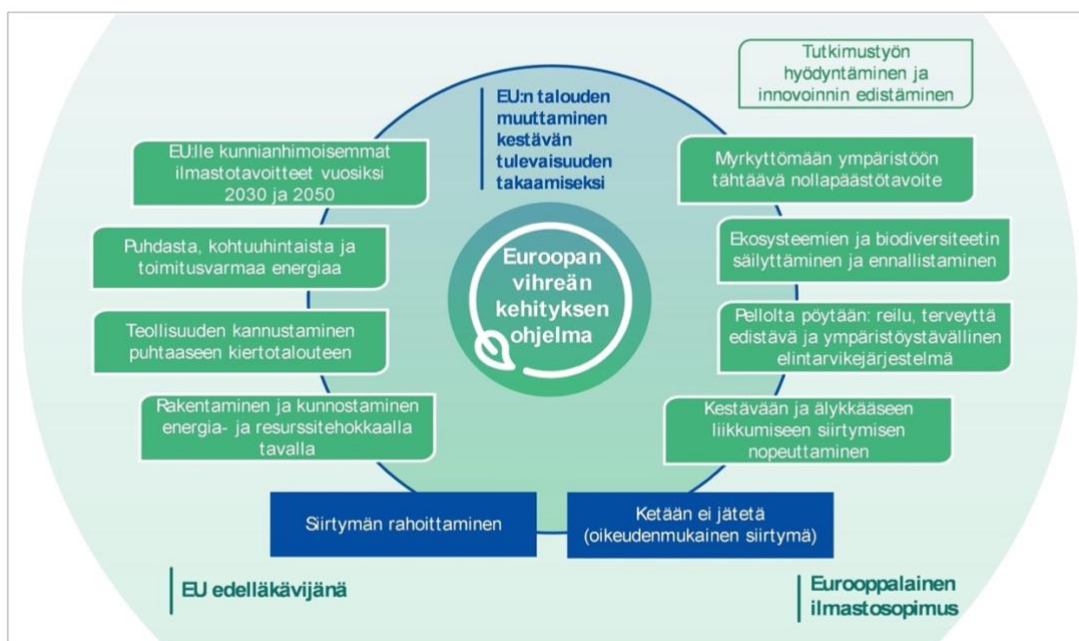 Tutkimustyön
hyödyntäminen ja
innovoinnin edistäminen
EU:n talouden
muuttaminen
kestävän
tulevaisuuden
takaamiseksi
EU:lle kunnianhimoisemmat
ilmastotavoitteet vuosiksi
2030 ja 2050
Myrkyttömään ympäristöön
tähtäävä nollapäästötavoite
Puhdasta, kohtuuhintaista ja
toimitusvarmaa energiaa
Ekosysteemien ja biodiversiteetin
säilyttäminen ja ennallistaminen
Euroopan
vihreän
kehityksen
ohjelma
Teollisuuden kannustaminen
puhtaaseen kiertotalouteen
Pellolta pöytään: reilu, terveyttä
edistävä ja ympäristöystävällinen
elintarvikejärjestelmä
Rakentaminen ja kunnostaminen
energia- ja resurssitehokkaalla
tavalla
Kestävään ja älykkääseen
liikkumiseen siirtymisen
nopeuttaminen
Siirtymän rahoittaminen
Ketään ei jätetä
(oikeudenmukainen siirtymä)
EU edelläkävijänä
Eurooppalainen
ilmastosopimus